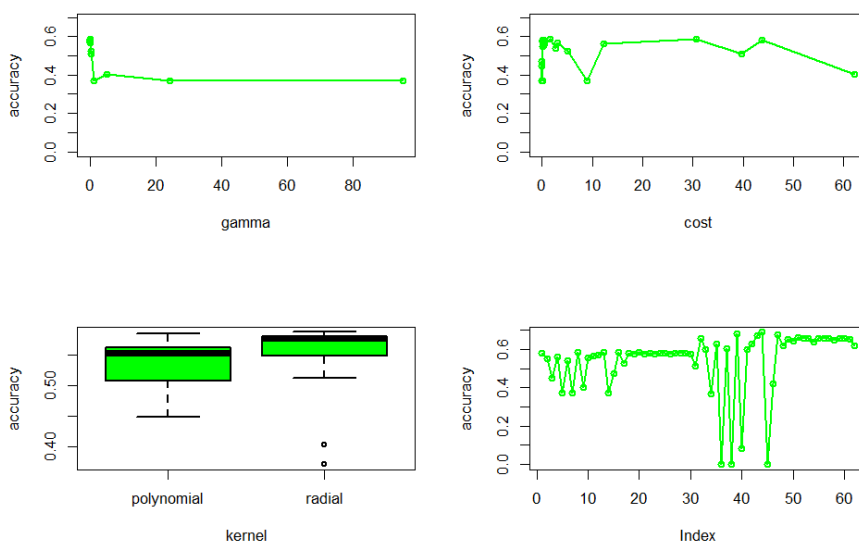 accuracy
0.0 0.2 0.4 0.6
0 20 40 60 80
gamma
accuracy
0.0 0.2 0.4 0.6
0 10 20 30 40 50 60
cost
accuracy
0.40 0.50
polynomial radial
kernel
accuracy
0.0 0.2 0.4 0.6
0 10 20 30 40 50 60
Index